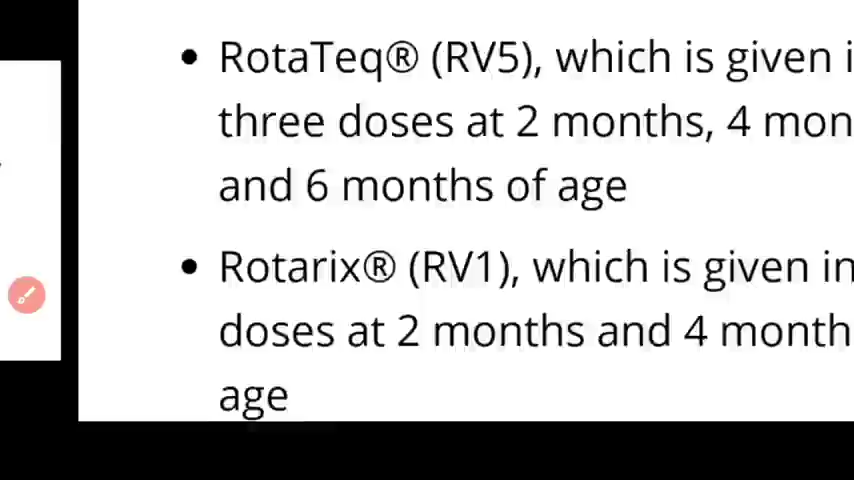 • RotaTeq® (RV5), which is given i
three doses at 2 months, 4 mon
and 6 months of age
• Rotarix® (RV1), which is given in
doses at 2 months and 4 month
age